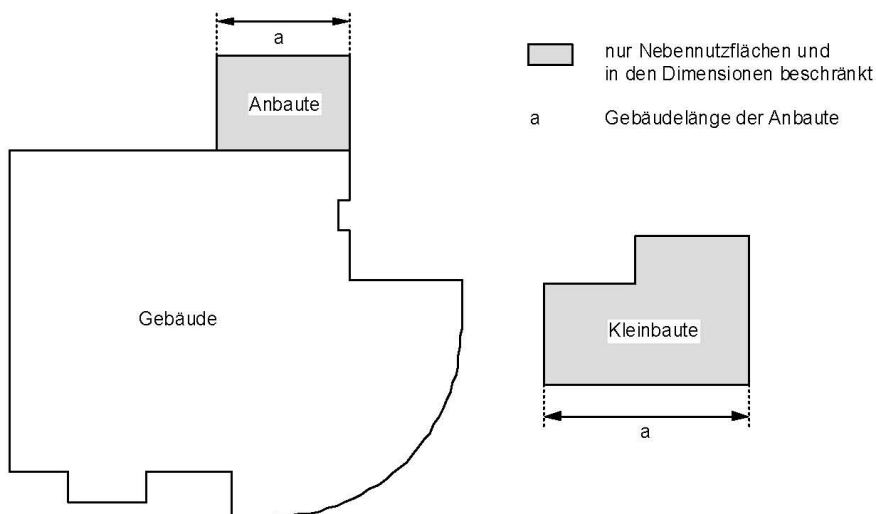 a
Anbaute
nur Nebennutzflächen und
in den Dimensionen beschränkt
a Gebäudelänge der Anbaute
Gebäude
Kleinbaute
a